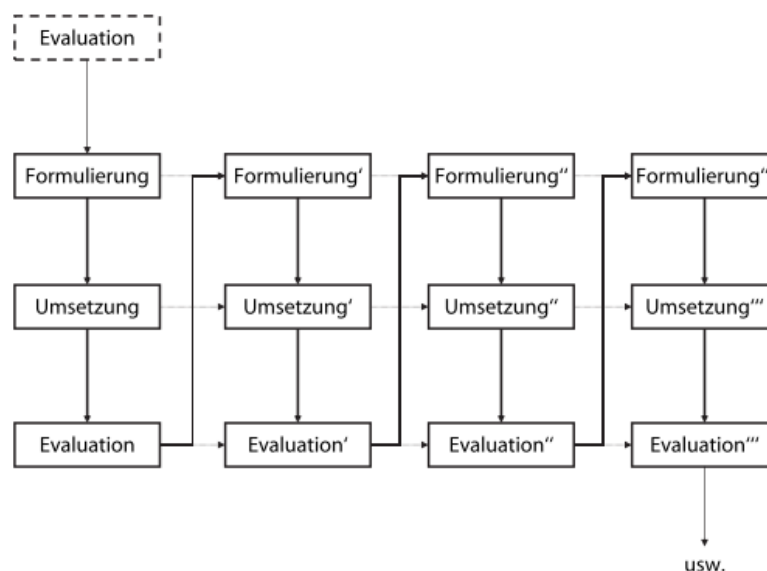 Evaluation
Formulierung
Formulierung‘
Formulierung“
Formulierung“
Umsetzung
Umsetzung‘
Umsetzung“
Umsetzung“‘
Evaluation
Evaluation‘
Evaluation“
Evaluation“‘
usw.